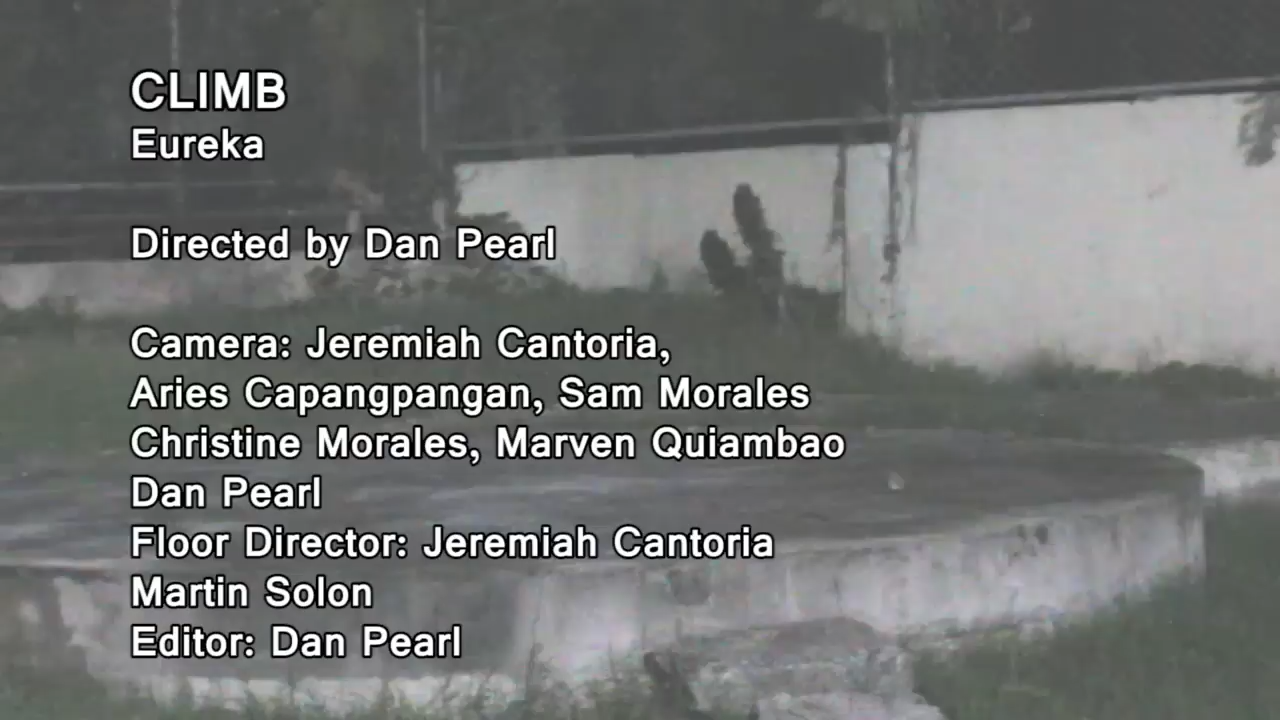 CLIMB
Eureka
Directed by Dan Pearl
Camera: Jeremiah Cantoria,
Aries Capangpangan, Sam Morales
Christine Morales, Marven Quiambao
Dan Pearl
Floor Director: Jeremiah Cantoria
Martin Solon
Editor: Dan Pearl